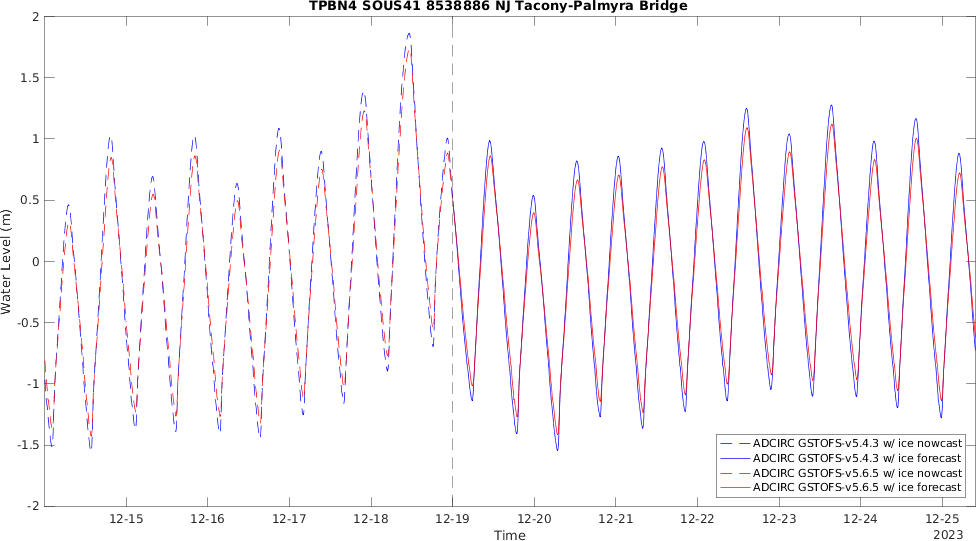 TPBN4 SOUS41 8538886 NJ Tacony-Palmyra Bridge
2
1.5
1
0.5
0
-0.5
-1
-1.5
-2
Water Level (m)
ADCIRC GSTOFS-v5.4.3 w/ ice nowcast
ADCIRC GSTOFS-v5.4.3 w/ ice forecast
ADCIRC GSTOFS-v5.6.5 w/ ice nowcast
ADCIRC GSTOFS-v5.6.5 w/ ice forecast
12-15 12-16 12-17 12-18 12-19 12-20 12-21 12-22 12-23 12-24 12-25
Time 2023